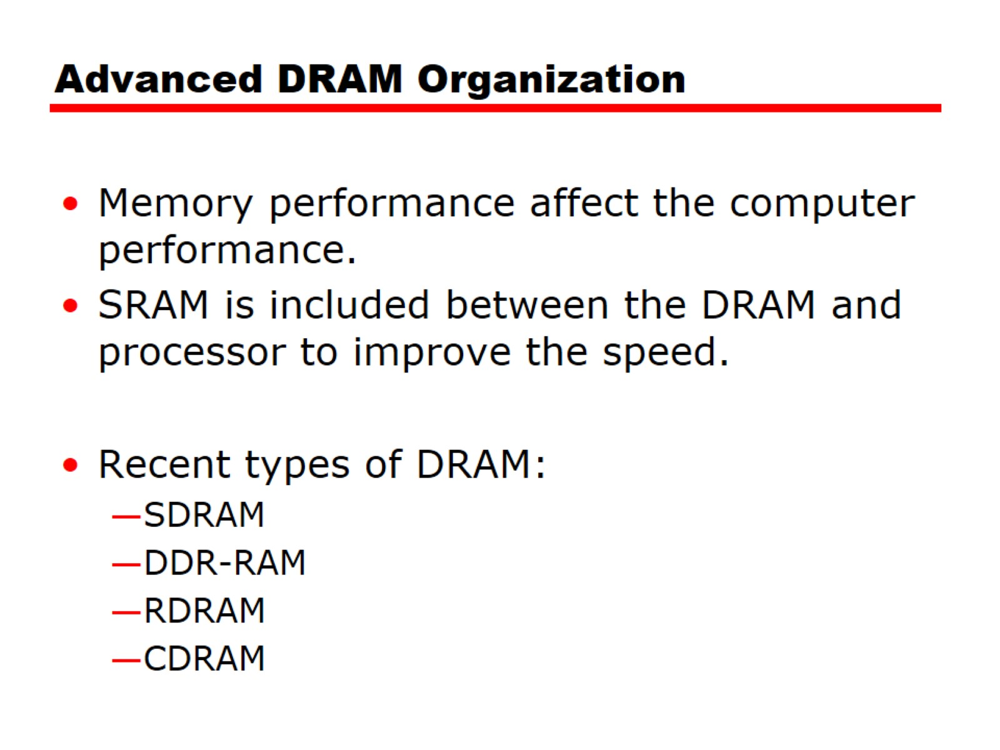 Advanced DRAM Organization
• Memory performance affect the computer
performance.
• SRAM is included between the DRAM and
processor to improve the speed.
• Recent types of DRAM:
—SDRAM
—DDR-RAM
—RDRAM
—CDRAM